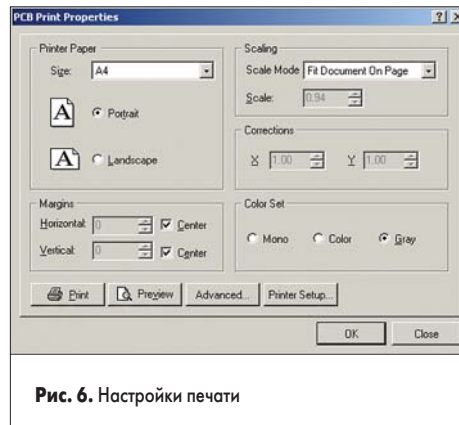 PCB Print Properties
Printer Paper
Size: A4
A Portrait
A Landscape
Scaling
Scale Mode Fit Document On Page
Scale: 0.94
Corrections
X 1.00 Y 1.00
Margins
Horizontal: 0 Center
Vertical: 0 Center
Color Set
Mono Color Gray
Print Preview Advanced... Printer Setup...
OK Close
Рис. 6. Настройки печати